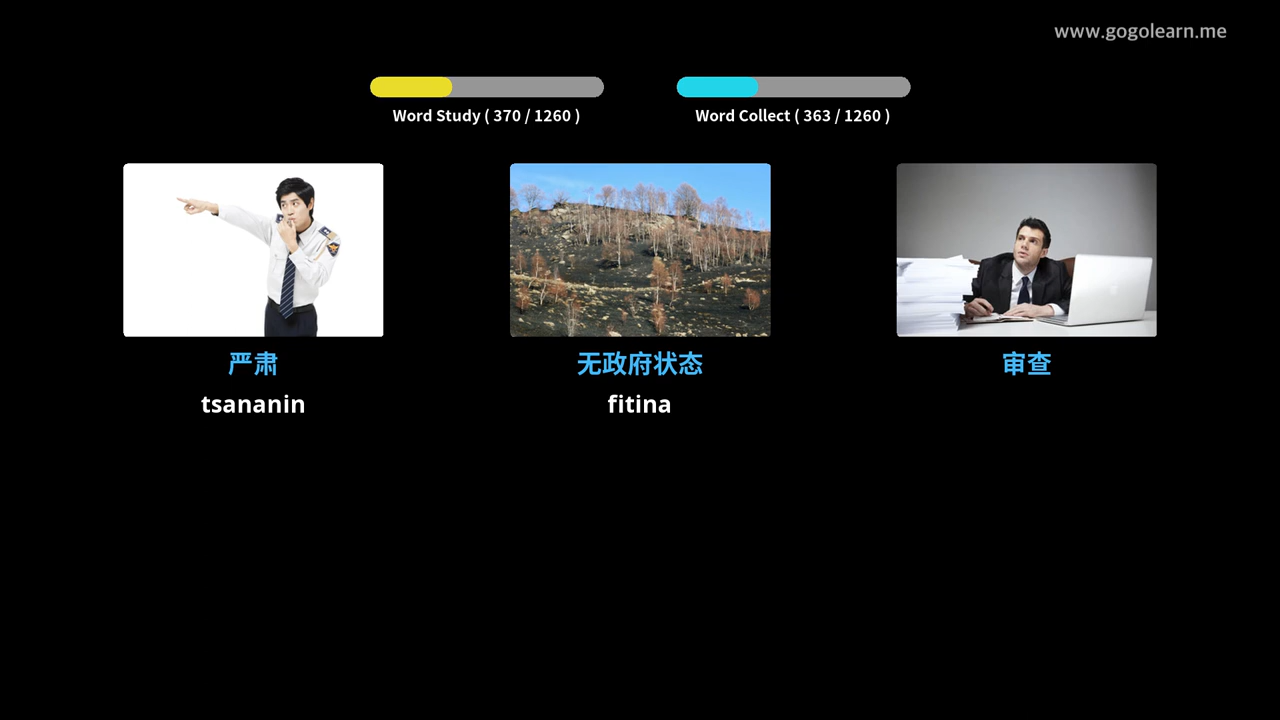 www.gogolearn.me
Word Study ( 370 / 1260 )
Word Collect ( 363 / 1260 )
严肃
无政府状态
审查
tsananin
fitina